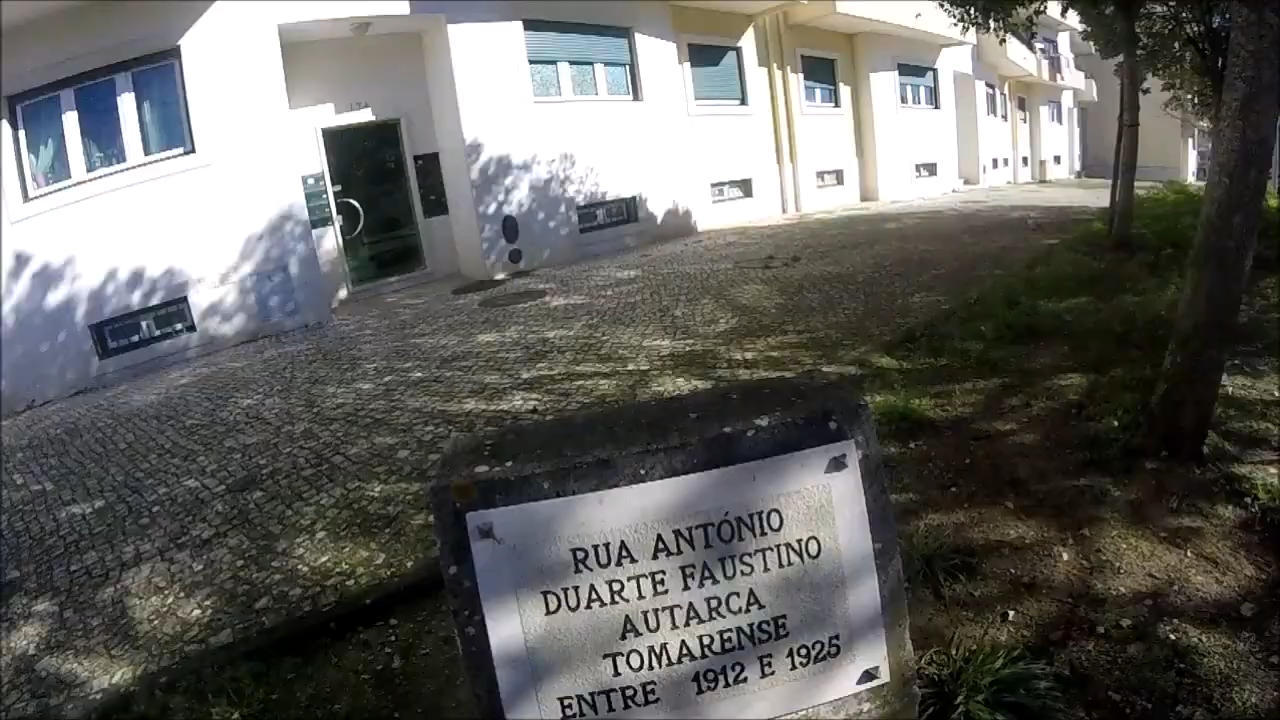 RUA ANTÓNIO
DUARTE FAUSTINO
AUTARCA
TOMARENSE
ENTRE 1912 E 1925